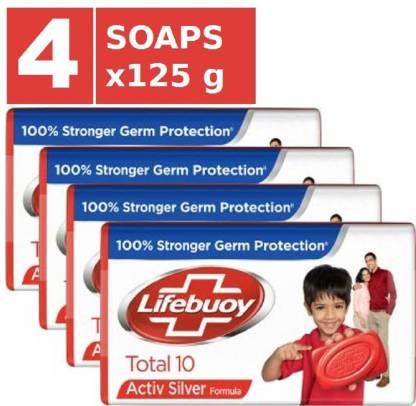 4 SOAPS
x125 g
100% Stronger Germ Protection*
100% Stronger Germ Protection*
100% Stronger Germ Protection*
100% Stronger Germ Protection*
Lifebuoy
Total 10
Activ Silver Formula